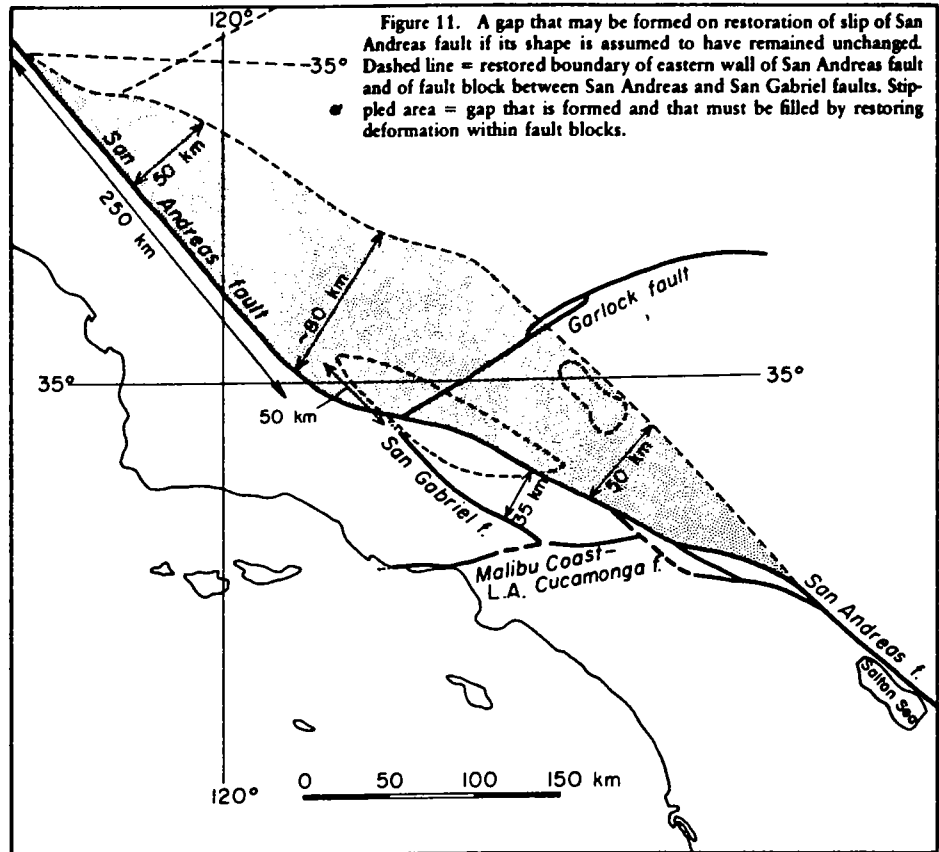 120°
Figure 11. A gap that may be formed on restoration of slip of San
Andreas fault if its shape is assumed to have remained unchanged.
Dashed line = restored boundary of eastern wall of San Andreas fault
and of fault block between San Andreas and San Gabriel faults. Stip-
pled area = gap that is formed and that must be filled by restoring
deformation within fault blocks.
35°
San Andreas fault
50 km
250 km
~80 km
Garlock fault
35°
35°
50 km
San Gabriel f.
35 km
50 km
Malibu Coast–
L.A. Cucamonga f.
San Andreas f.
Salton Sea
0 50 100 150 km
120°